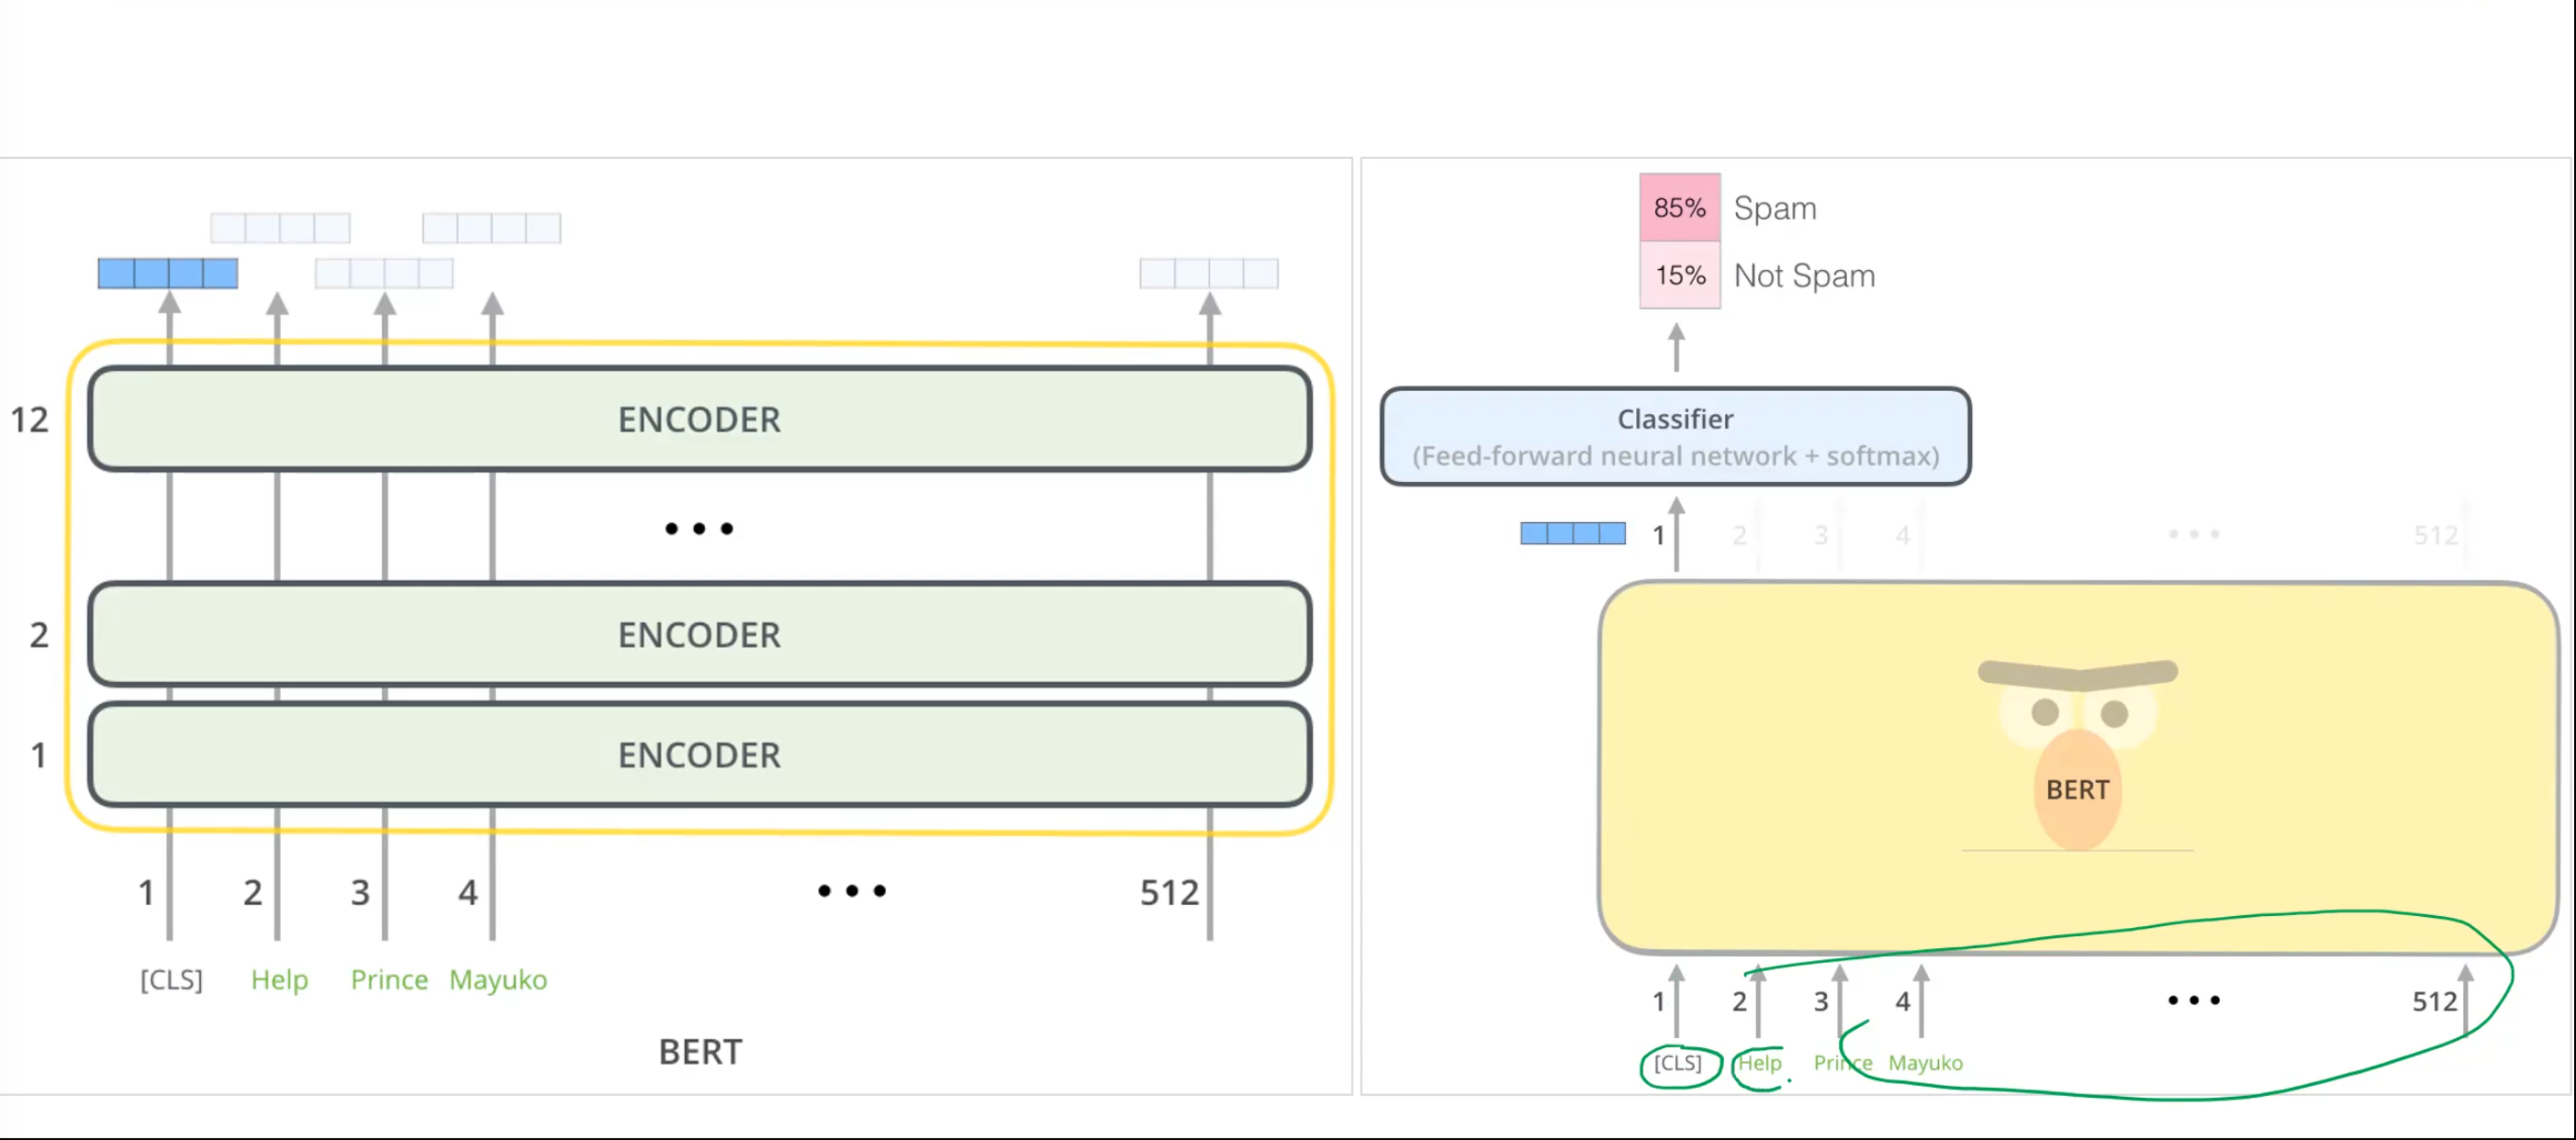 12
ENCODER
...
2
ENCODER
1
ENCODER
1 2 3 4 ... 512
[CLS] Help Prince Mayuko
BERT
85% Spam
15% Not Spam
Classifier
(Feed-forward neural network + softmax)
1 2 3 4 ... 512
BERT
1 2 3 4 ... 512
[CLS] Help Prince Mayuko